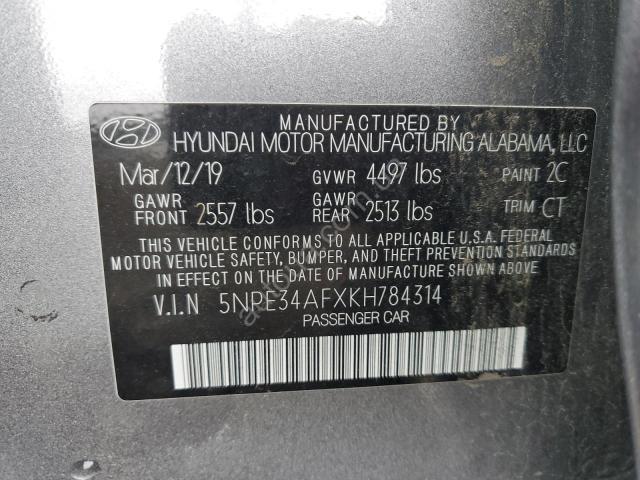 MANUFACTURED BY
HYUNDAI MOTOR MANUFACTURING ALABAMA, LLC
Mar/12/19 GVWR 4497 lbs PAINT 2C
GAWR FRONT 2557 lbs GAWR REAR 2513 lbs TRIM CT
THIS VEHICLE CONFORMS TO ALL APPLICABLE U.S.A. FEDERAL
MOTOR VEHICLE SAFETY, BUMPER, AND THEFT PREVENTION STANDARDS
IN EFFECT ON THE DATE OF MANUFACTURE SHOWN ABOVE.
V.I.N 5NPE34AFXKH784314
PASSENGER CAR